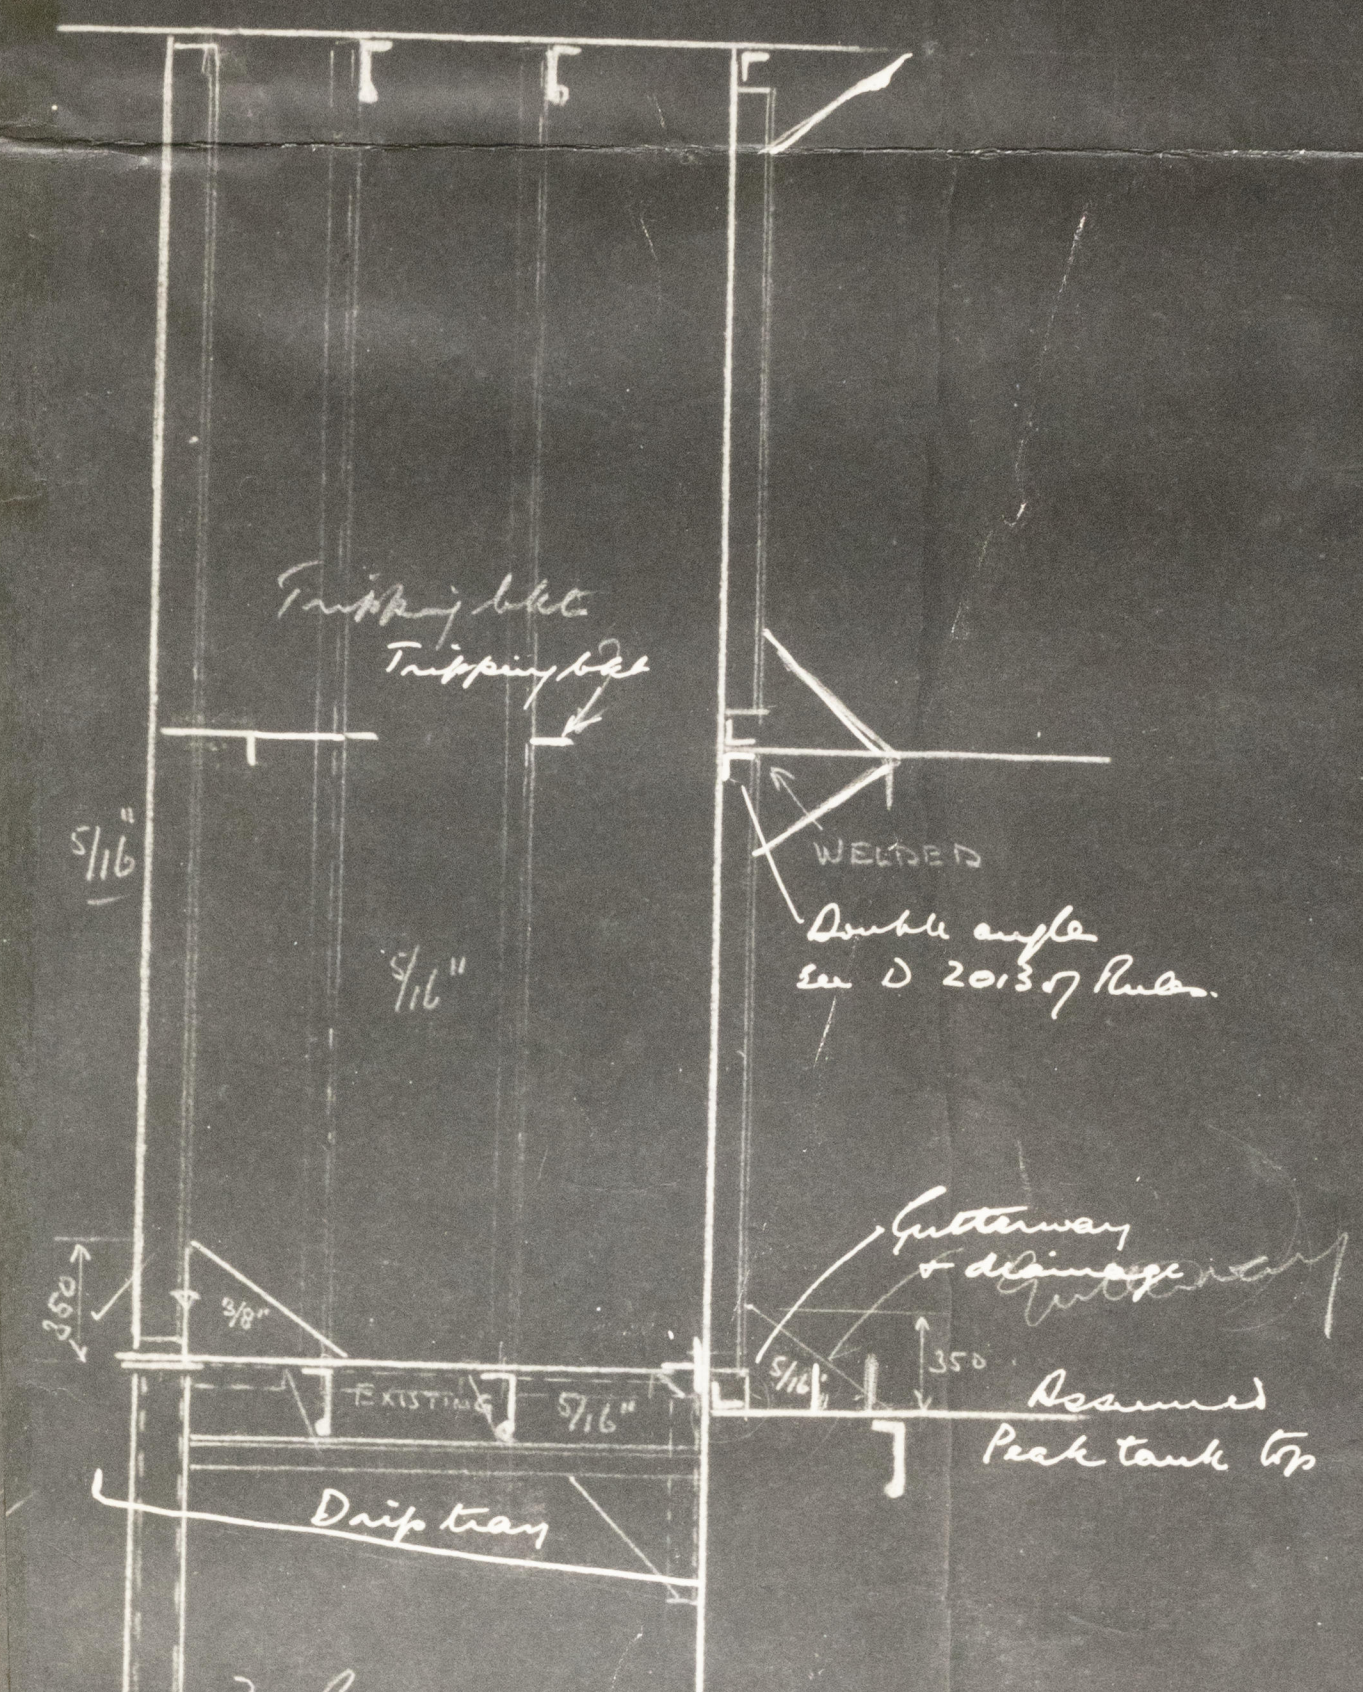 Tripping bkt
Tripping bkt
5/16"
WELDED
Double angle
see D 2013 of Rules.
5/16"
Gutterway
+ drainage
Gutterway
350
3/8"
350
5/16"
EXISTING
5/16"
Assumed
Peak tank top
Drip tray